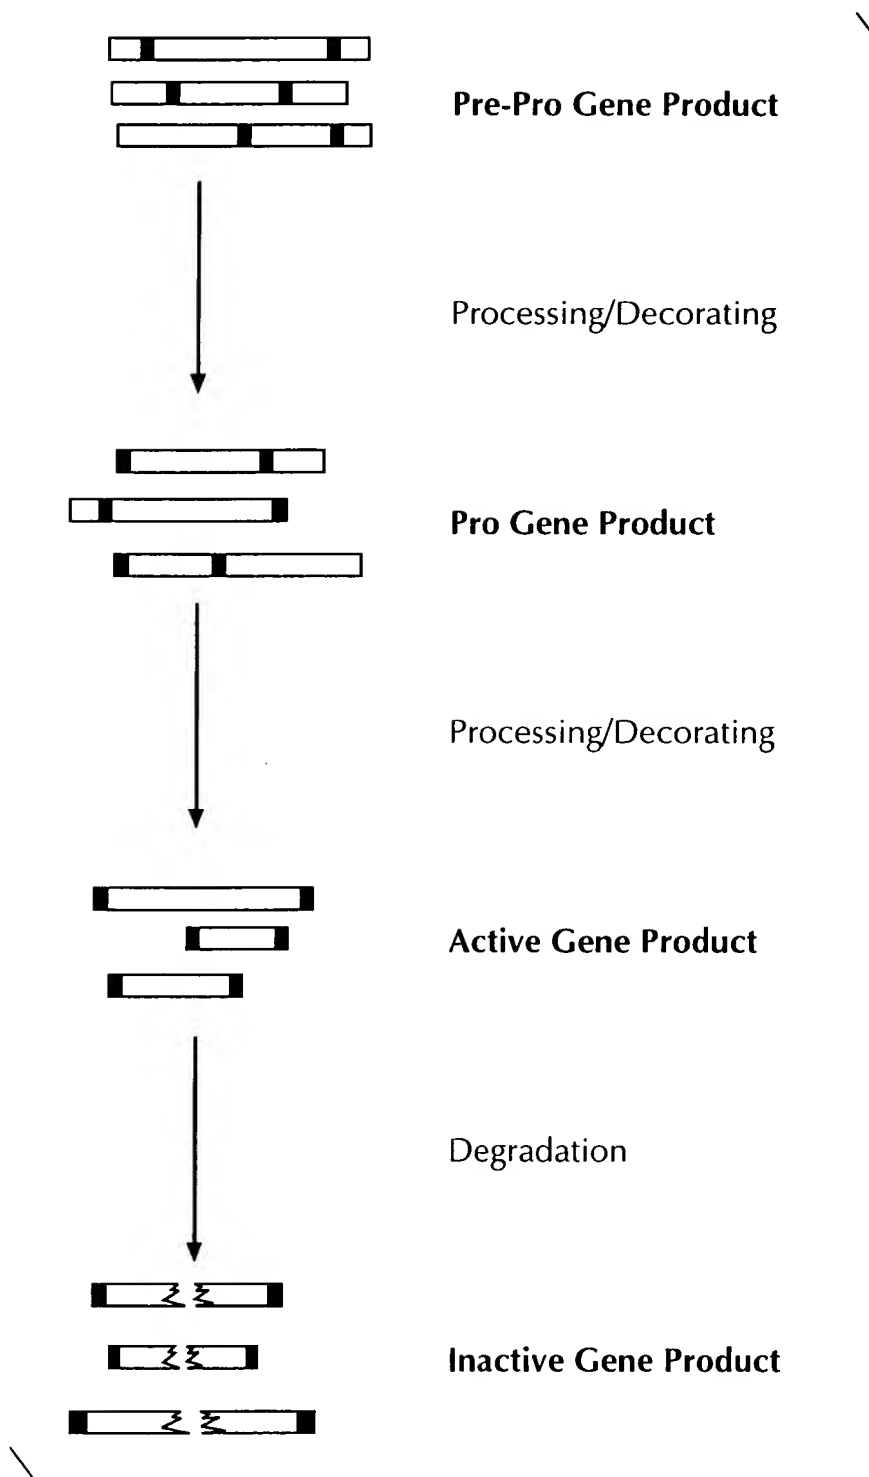 Pre-Pro Gene Product
Processing/Decorating
Pro Gene Product
Processing/Decorating
Active Gene Product
Degradation
Inactive Gene Product